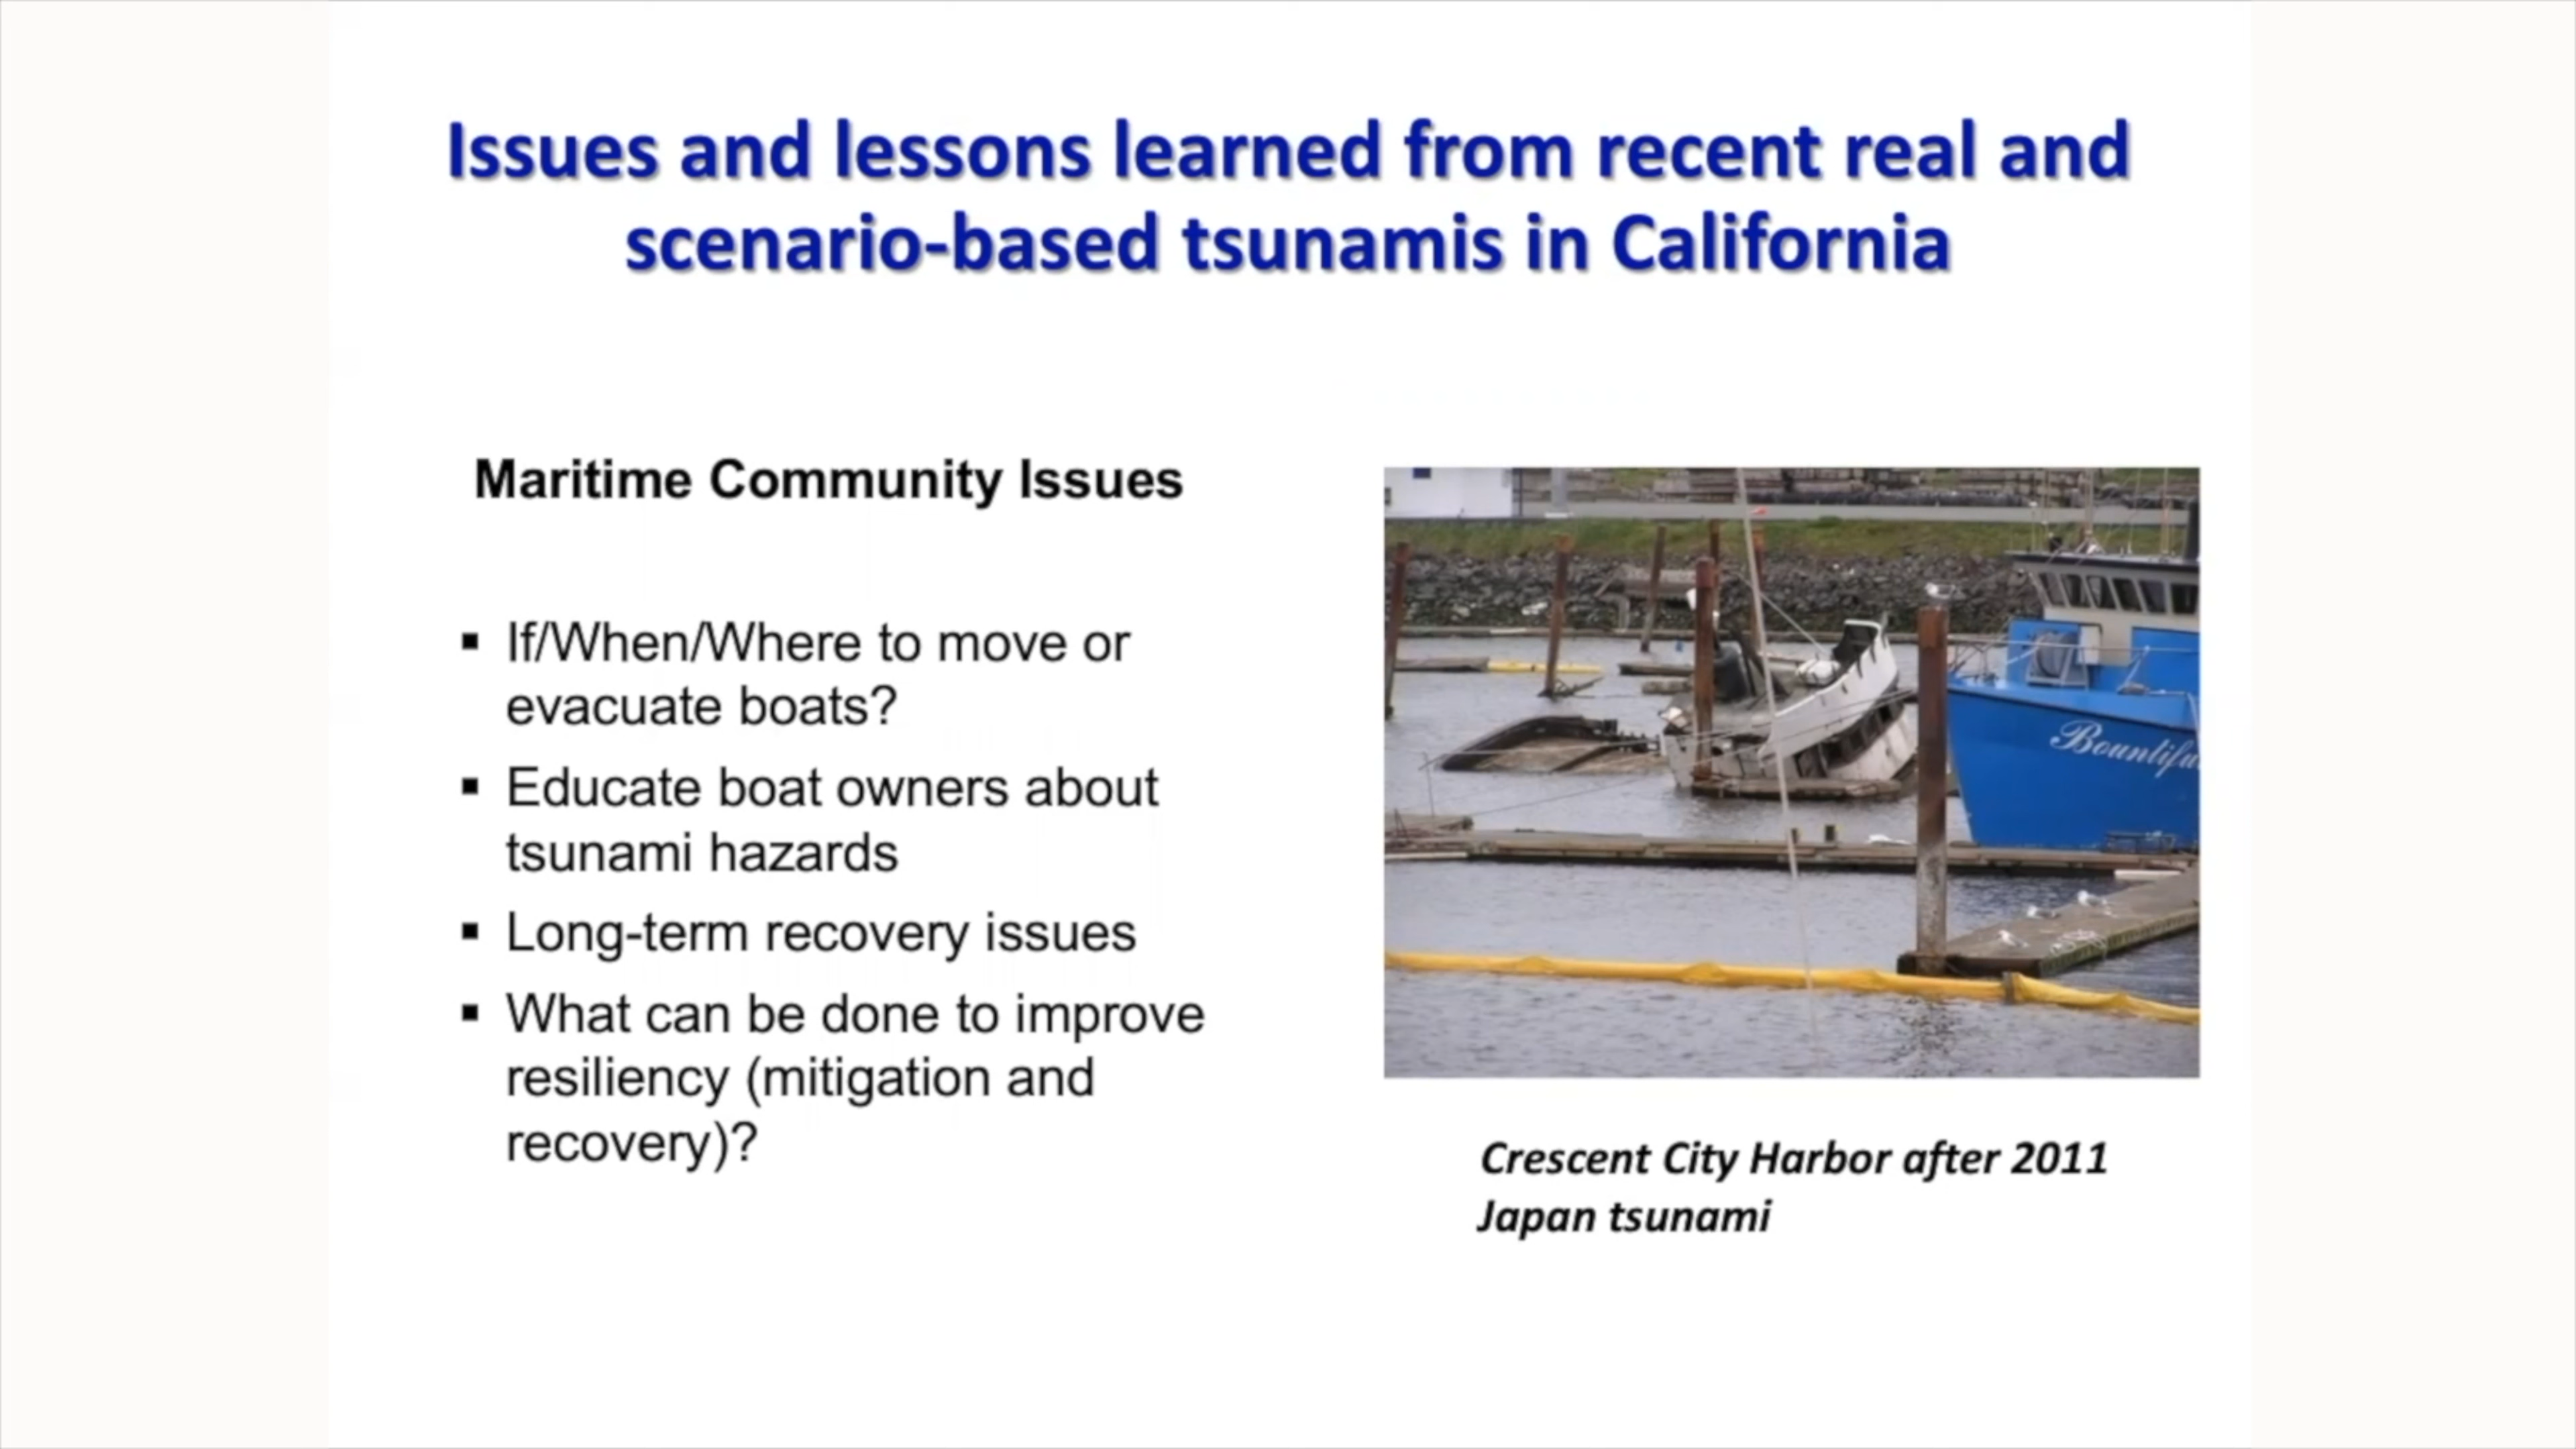 Issues and lessons learned from recent real and
scenario-based tsunamis in California
Maritime Community Issues
▪ If/When/Where to move or
evacuate boats?
▪ Educate boat owners about
tsunami hazards
▪ Long-term recovery issues
▪ What can be done to improve
resiliency (mitigation and
recovery)?
Bountifu
Crescent City Harbor after 2011
Japan tsunami